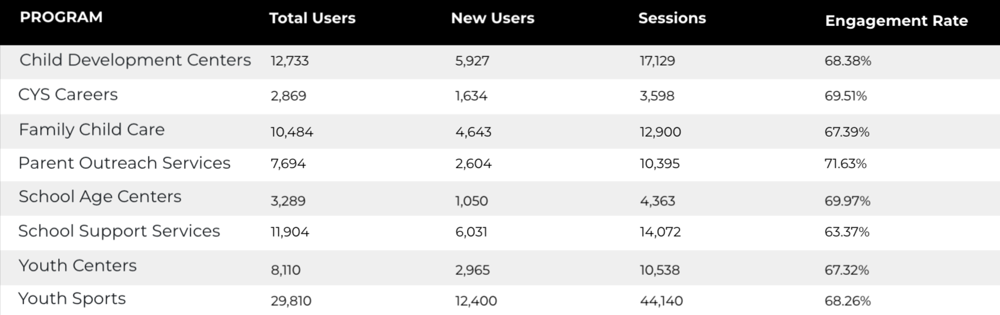 PROGRAM Total Users New Users Sessions Engagement Rate
Child Development Centers 12,733 5,927 17,129 68.38%
CYS Careers 2,869 1,634 3,598 69.51%
Family Child Care 10,484 4,643 12,900 67.39%
Parent Outreach Services 7,694 2,604 10,395 71.63%
School Age Centers 3,289 1,050 4,363 69.97%
School Support Services 11,904 6,031 14,072 63.37%
Youth Centers 8,110 2,965 10,538 67.32%
Youth Sports 29,810 12,400 44,140 68.26%